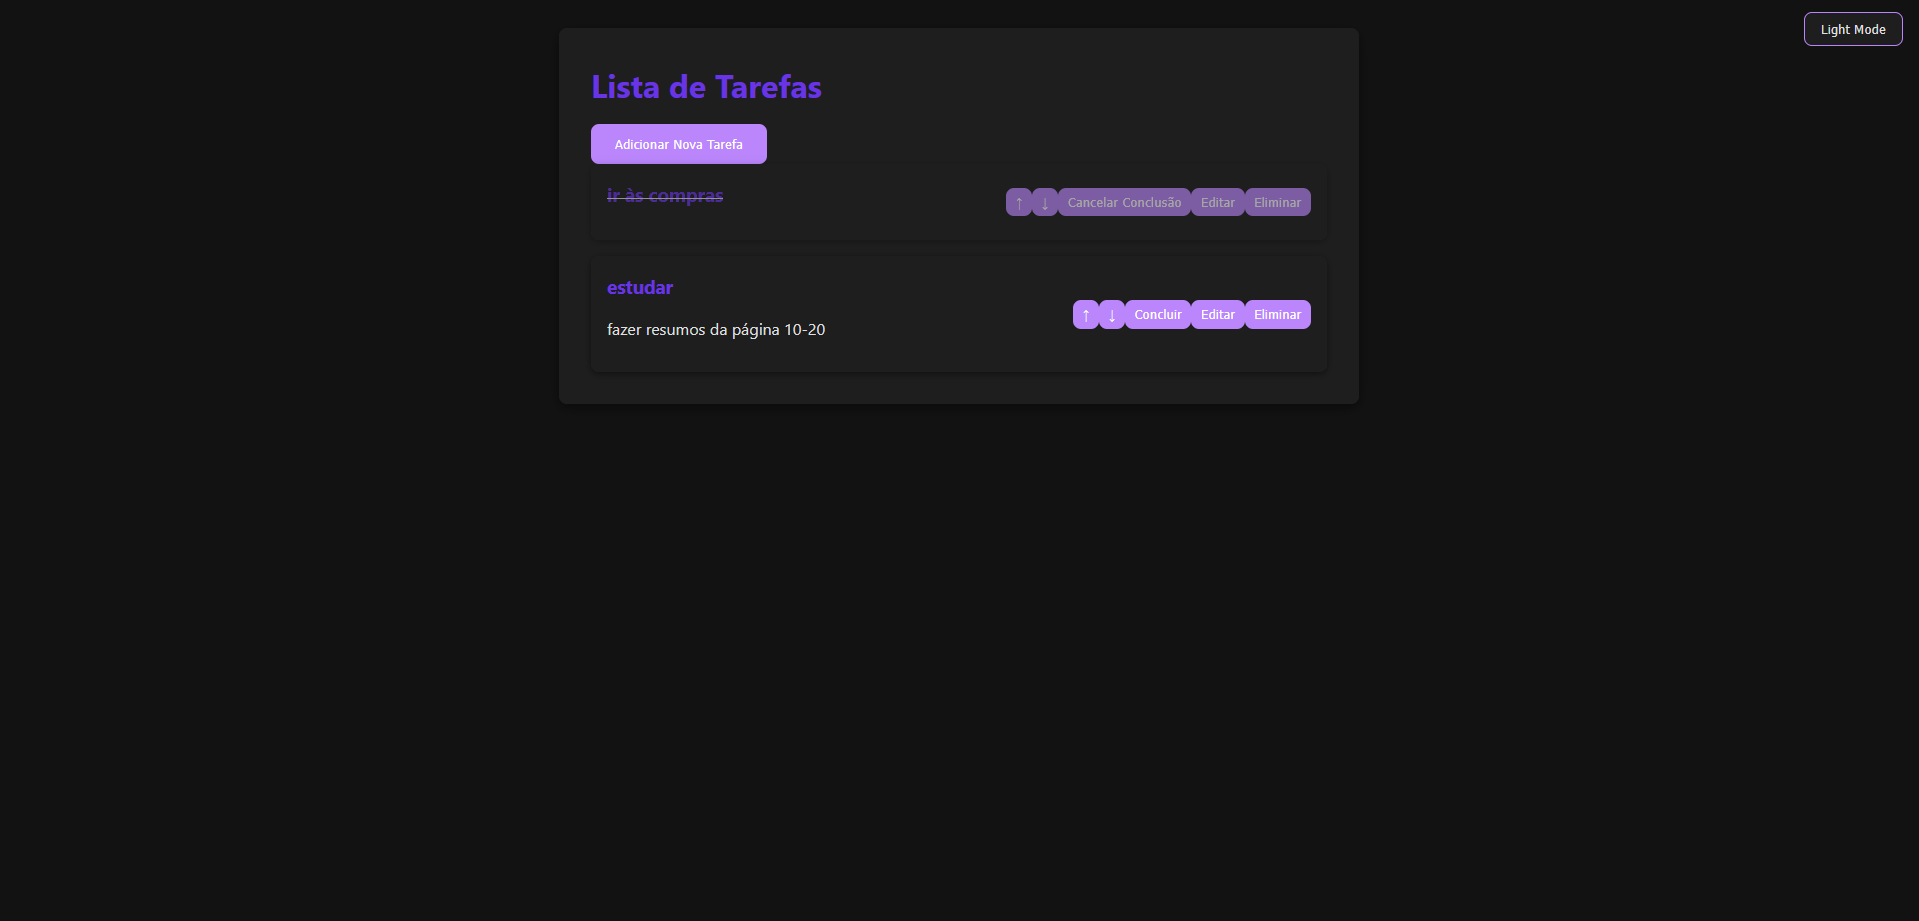 Light Mode
Lista de Tarefas
Adicionar Nova Tarefa
ir às compras
↑ ↓ Cancelar Conclusão Editar Eliminar
estudar
↑ ↓ Concluir Editar Eliminar
fazer resumos da página 10-20